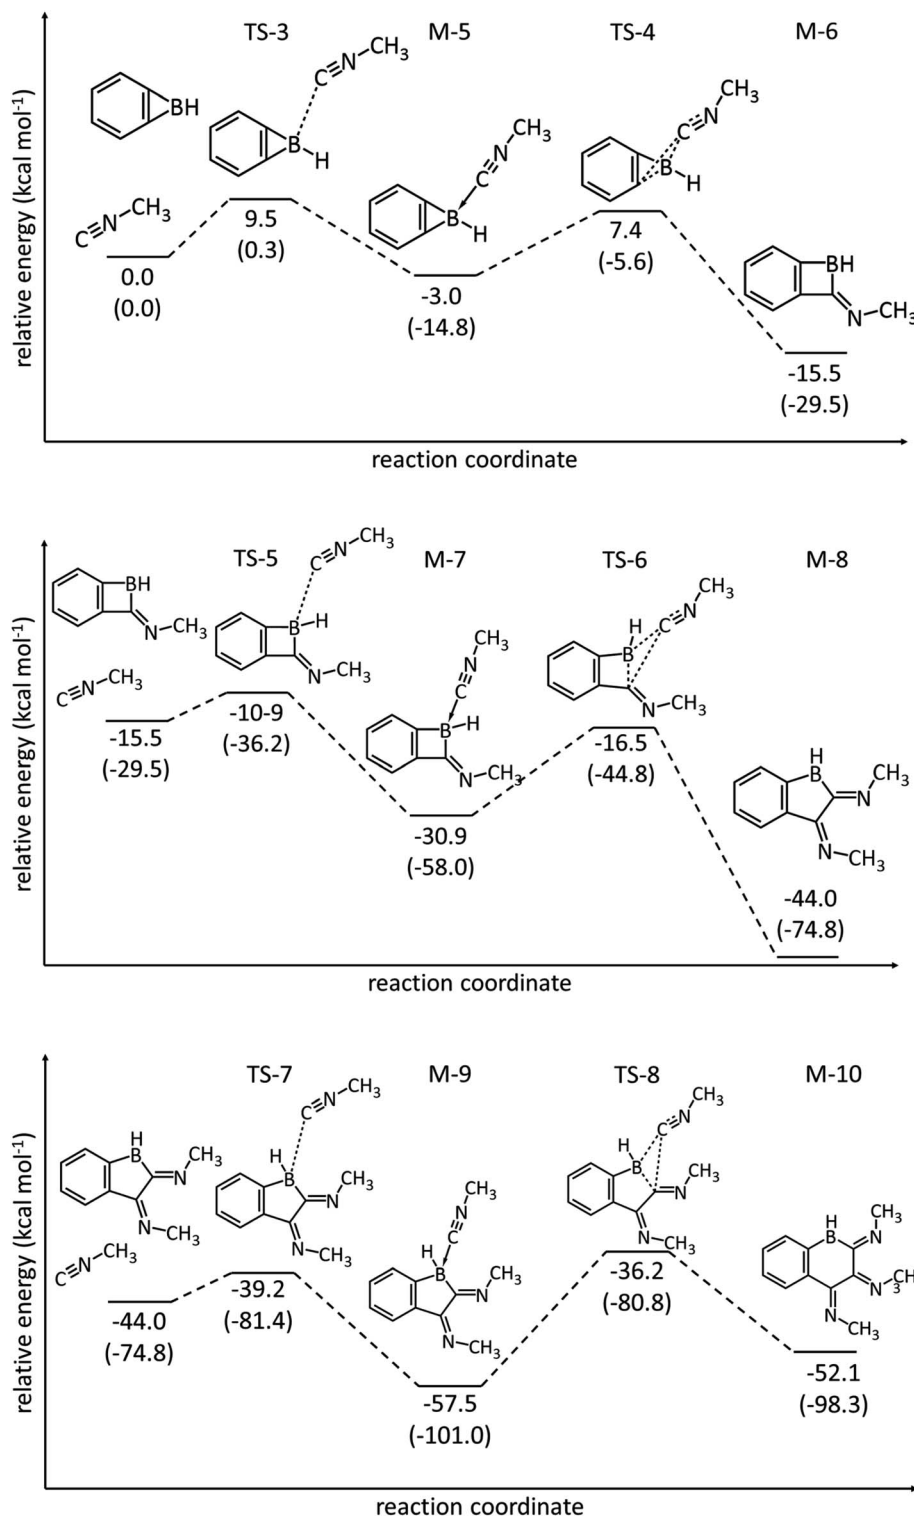 TS-3
M-5
TS-4
M-6
BH
C≡N-CH3
C≡N-CH3
B
H
C≡N-CH3
B
H
C≡N-CH3
B
H
BH
N-CH3
9.5
(0.3)
7.4
(-5.6)
0.0
(0.0)
-3.0
(-14.8)
-15.5
(-29.5)
relative energy (kcal mol-1)
reaction coordinate
TS-5
M-7
TS-6
M-8
BH
N-CH3
C≡N-CH3
C≡N-CH3
B-H
N-CH3
C≡N-CH3
B-H
N-CH3
H
B
C≡N-CH3
N-CH3
H
B
N
CH3
N-CH3
-15.5
(-29.5)
-10-9
(-36.2)
-30.9
(-58.0)
-16.5
(-44.8)
-44.0
(-74.8)
relative energy (kcal mol-1)
reaction coordinate
TS-7
M-9
TS-8
M-10
H
B
N
CH3
N-CH3
C≡N-CH3
C≡N-CH3
H
B
N
CH3
N-CH3
C≡N-CH3
H
B
N
CH3
N-CH3
C≡N-CH3
H
B
N
CH3
N-CH3
H
B
N
CH3
N
CH3
N
CH3
-44.0
(-74.8)
-39.2
(-81.4)
-57.5
(-101.0)
-36.2
(-80.8)
-52.1
(-98.3)
relative energy (kcal mol-1)
reaction coordinate